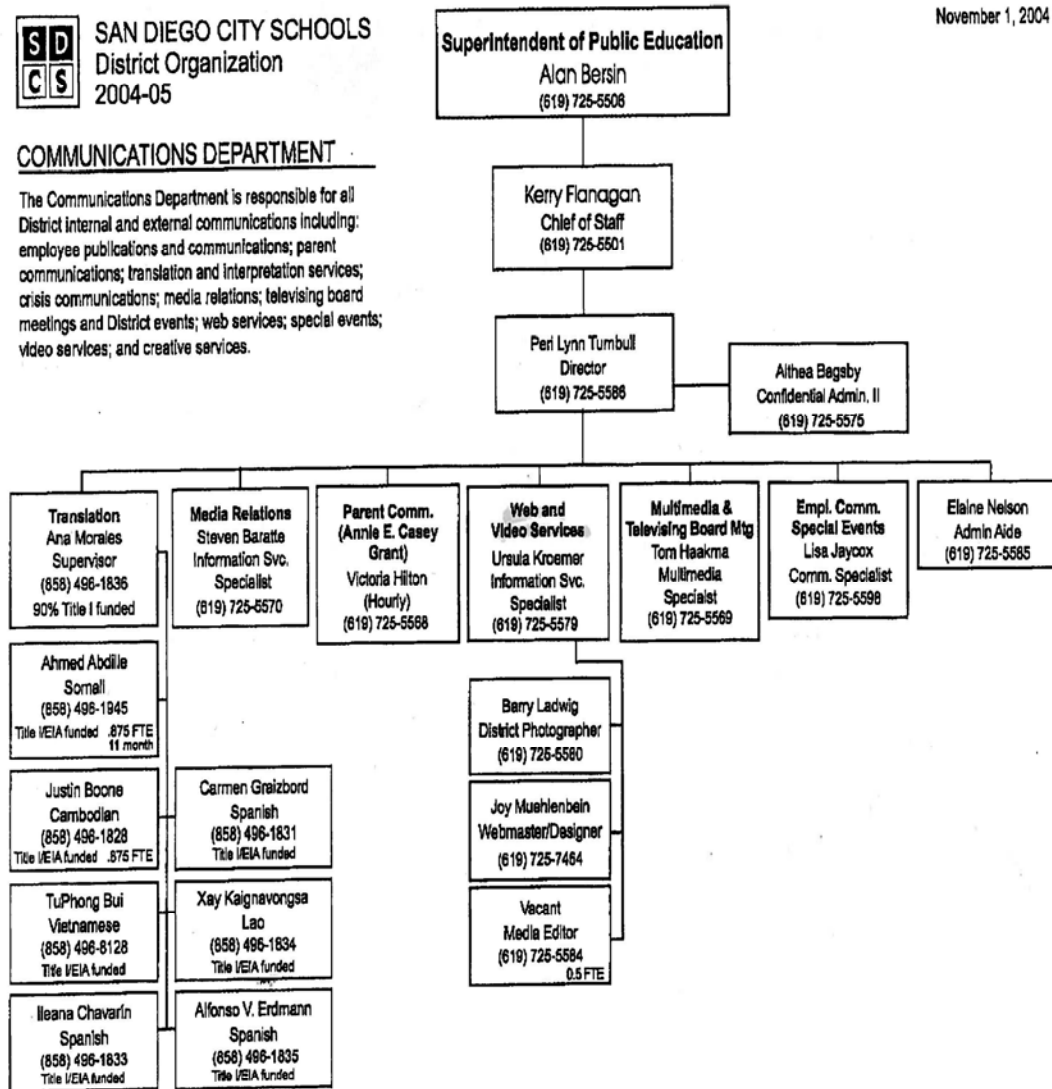 November 1, 2004
S D
C S
SAN DIEGO CITY SCHOOLS
District Organization
2004-05
COMMUNICATIONS DEPARTMENT
The Communications Department is responsible for all
District internal and external communications including:
employee publications and communications; parent
communications; translation and interpretation services;
crisis communications; media relations; televising board
meetings and District events; web services; special events;
video services; and creative services.
Superintendent of Public Education
Alan Bersin
(619) 725-5506
Kerry Flanagan
Chief of Staff
(619) 725-5501
Peri Lynn Turnbull
Director
(619) 725-5586
Althea Bagsby
Confidential Admin. II
(619) 725-5575
Translation
Ana Morales
Supervisor
(858) 496-1836
90% Title I funded
Media Relations
Steven Baratte
Information Svc.
Specialist
(619) 725-5570
Parent Comm.
(Annie E. Casey
Grant)
Victoria Hilton
(Hourly)
(619) 725-5568
Web and
Video Services
Ursula Kroemer
Information Svc.
Specialist
(619) 725-5579
Multimedia &
Televising Board Mtg
Tom Haakma
Multimedia
Specialst
(619) 725-5569
Empl. Comm.
Special Events
Lisa Jaycox
Comm. Specialist
(619) 725-5598
Elaine Nelson
Admin Aide
(619) 725-5585
Ahmed Abdille
Somali
(858) 496-1945
Title I/EIA funded .875 FTE
11 month
Justin Boone
Cambodian
(858) 496-1828
Title I/EIA funded .875 FTE
TuPhong Bui
Vietnamese
(858) 496-8128
Title I/EIA funded
Ileana Chavarín
Spanish
(858) 496-1833
Title I/EIA funded
Carmen Graizbord
Spanish
(858) 496-1831
Title I/EIA funded
Xay Kaignavongsa
Lao
(858) 496-1834
Title I/EIA funded
Alfonso V. Erdmann
Spanish
(858) 496-1835
Title I/EIA funded
Barry Ladwig
District Photographer
(619) 725-5580
Joy Muehlenbein
Webmaster/Designer
(619) 725-7464
Vacant
Media Editor
(619) 725-5584
0.5 FTE